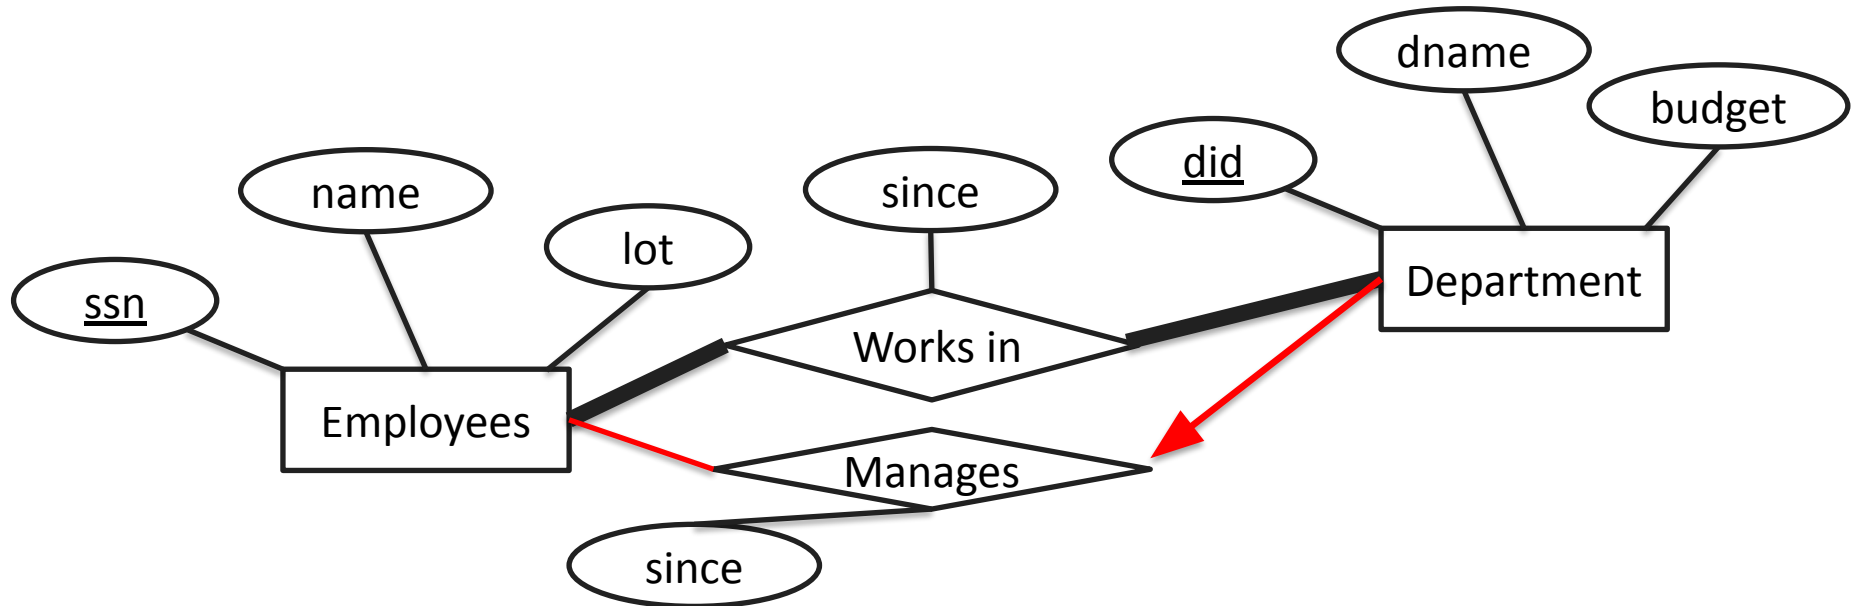 dname
budget
did
name
since
lot
Department
ssn
Works in
Employees
Manages
since